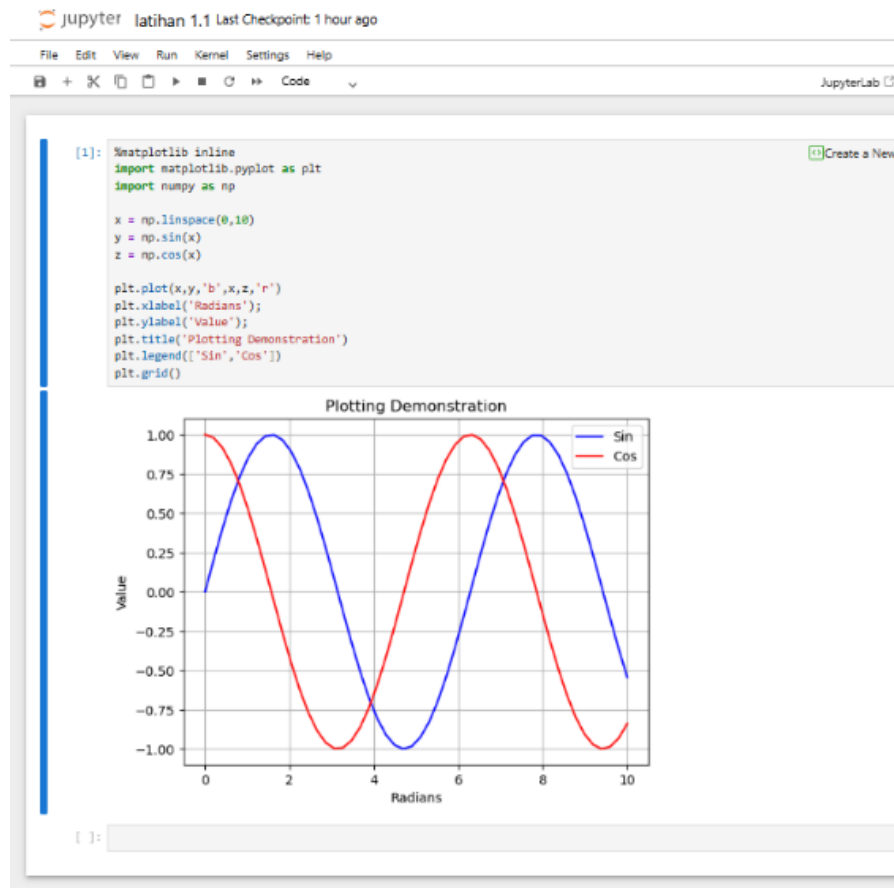 jupyter latihan 1.1 Last Checkpoint: 1 hour ago
File Edit View Run Kernel Settings Help
Code JupyterLab
[1]: %matplotlib inline
Create a New
import matplotlib.pyplot as plt
import numpy as np
x = np.linspace(0,10)
y = np.sin(x)
z = np.cos(x)
plt.plot(x,y,'b',x,z,'r')
plt.xlabel('Radians');
plt.ylabel('Value');
plt.title('Plotting Demonstration')
plt.legend(['Sin','Cos'])
plt.grid()
Plotting Demonstration
1.00
0.75
0.50
0.25
0.00
−0.25
−0.50
−0.75
−1.00
Value
Sin
Cos
0 2 4 6 8 10
Radians
[ ]: